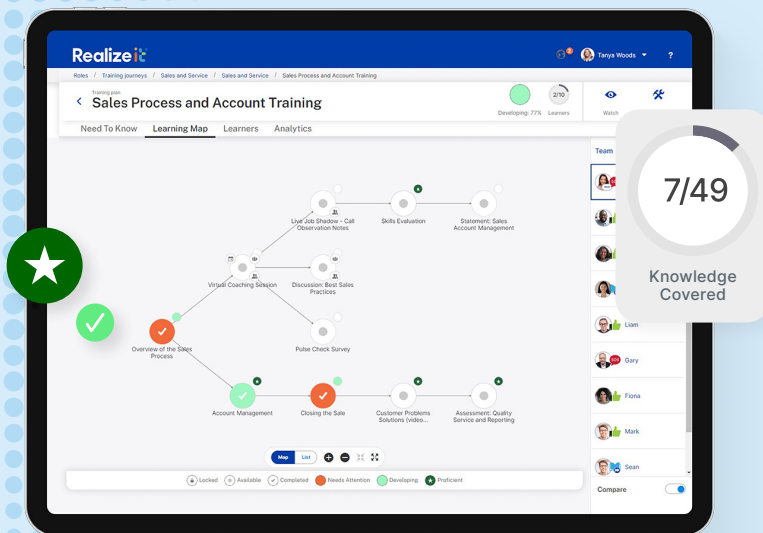 Realizeit
2
Tanya Woods
?
Roles / Training journeys / Sales and Service / Sales and Service / Sales Process and Account Training
Training plan
Sales Process and Account Training
Developing: 77%
2/10
Learners
Watch
Need To Know
Learning Map
Learners
Analytics
Team
7/49
Knowledge
Covered
Live Job Shadow - Call
Observation Notes
Skills Evaluation
Statement: Sales
Account Management
Virtual Coaching Session
Discussion: Best Sales
Practices
Overview of the Sales
Process
Pulse Check Survey
Account Management
Closing the Sale
Customer Problems
Solutions (video...
Assessment: Quality
Service and Reporting
Liam
SOS
Gary
Fiona
Mark
Sean
Map
List
Locked
Available
Completed
Needs Attention
Developing
Proficient
Compare